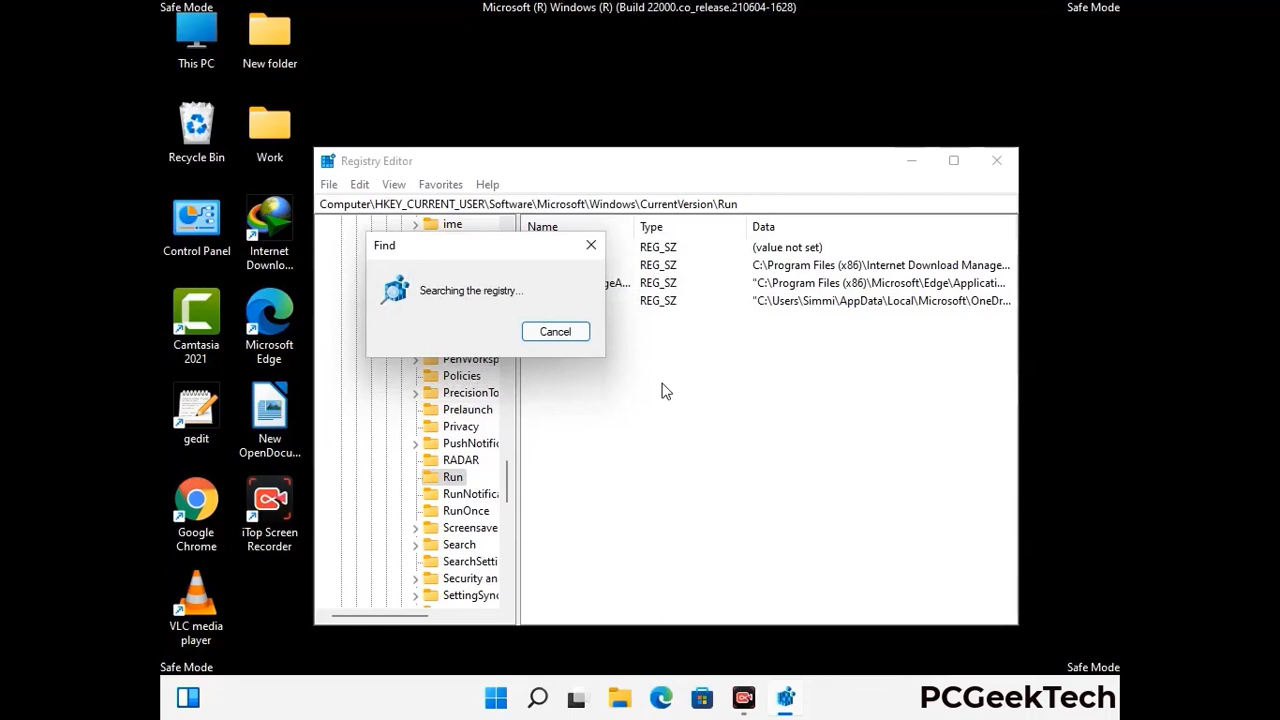 Safe Mode
Microsoft (R) Windows (R) (Build 22000.co_release.210604-1628)
Safe Mode
This PC
New folder
Recycle Bin
Work
Control Panel
Internet
Downlo...
Camtasia
2021
Microsoft
Edge
gedit
New
OpenDocu...
Google
Chrome
iTop Screen
Recorder
VLC media
player
Registry Editor
File Edit View Favorites Help
Computer\HKEY_CURRENT_USER\Software\Microsoft\Windows\CurrentVersion\Run
ime
PenWorksp
Policies
PrecisionTo
Prelaunch
Privacy
PushNotific
RADAR
Run
RunNotifica
RunOnce
Screensave
Search
SearchSetti
Security an
SettingSync
Name Type Data
REG_SZ (value not set)
REG_SZ C:\Program Files (x86)\Internet Download Manage...
geA... REG_SZ "C:\Program Files (x86)\Microsoft\Edge\Applicati...
REG_SZ "C:\Users\Simmi\AppData\Local\Microsoft\OneDr...
Find
Searching the registry...
Cancel
Safe Mode
Safe Mode
PCGeekTech